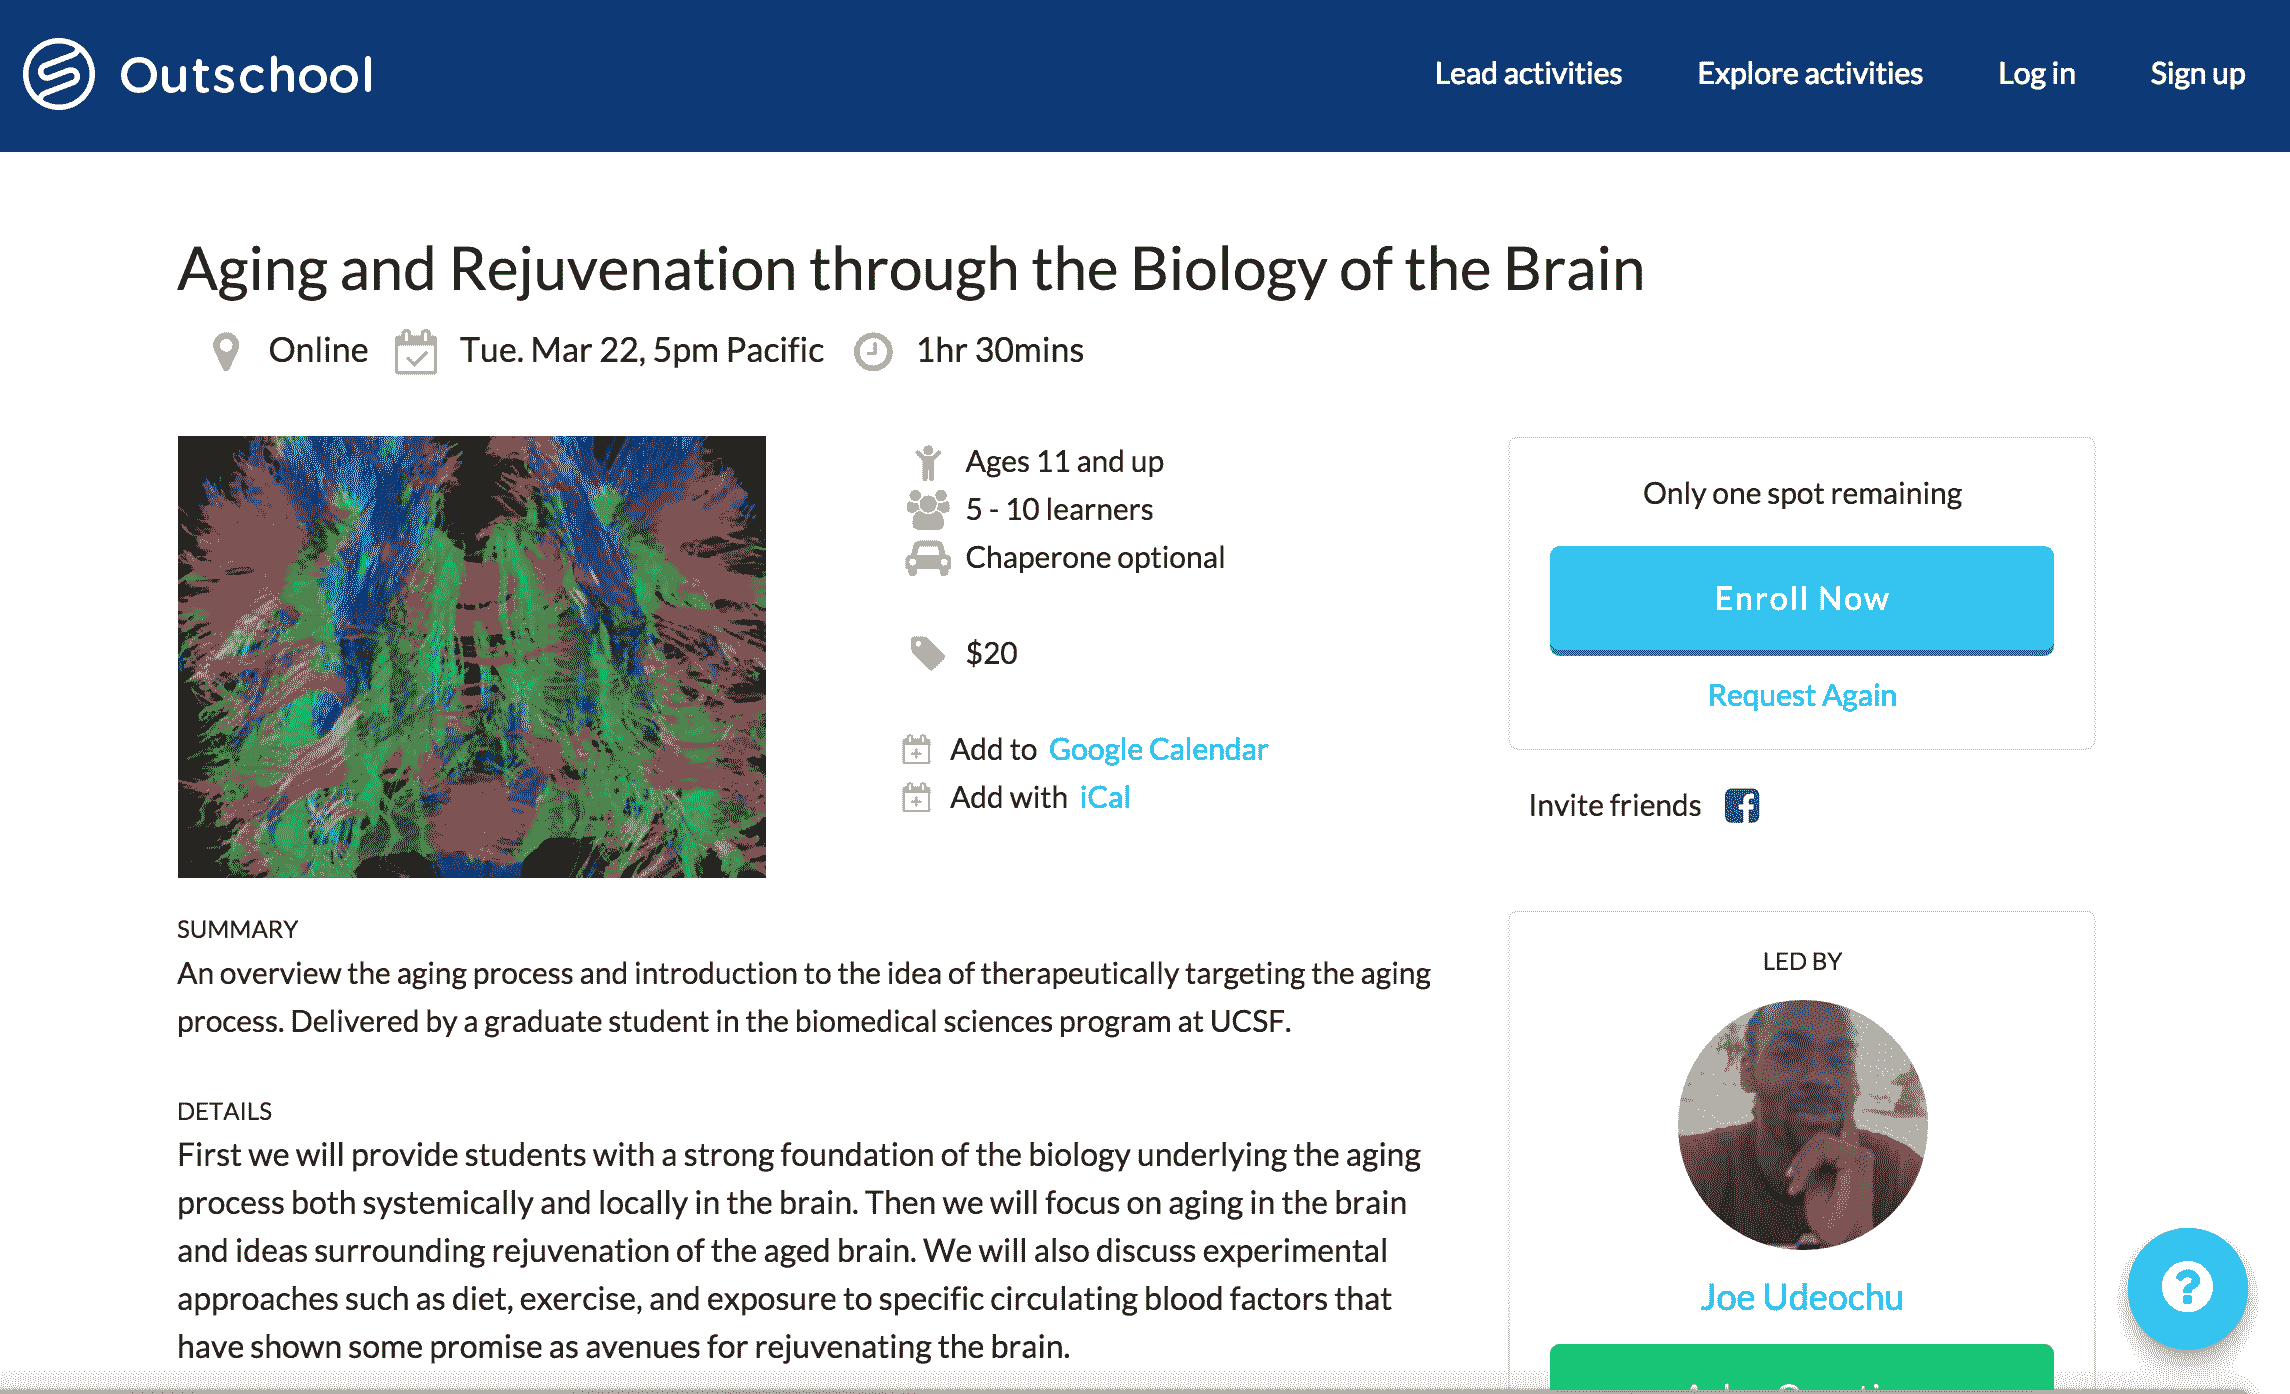 Outschool
Lead activities
Explore activities
Log in
Sign up
Aging and Rejuvenation through the Biology of the Brain
Online
Tue. Mar 22, 5pm Pacific
1hr 30mins
Ages 11 and up
5 - 10 learners
Chaperone optional
$20
Add to Google Calendar
Add with iCal
Only one spot remaining
Enroll Now
Request Again
Invite friends
SUMMARY
An overview the aging process and introduction to the idea of therapeutically targeting the aging
process. Delivered by a graduate student in the biomedical sciences program at UCSF.
DETAILS
First we will provide students with a strong foundation of the biology underlying the aging
process both systemically and locally in the brain. Then we will focus on aging in the brain
and ideas surrounding rejuvenation of the aged brain. We will also discuss experimental
approaches such as diet, exercise, and exposure to specific circulating blood factors that
have shown some promise as avenues for rejuvenating the brain.
LED BY
Joe Udeochu